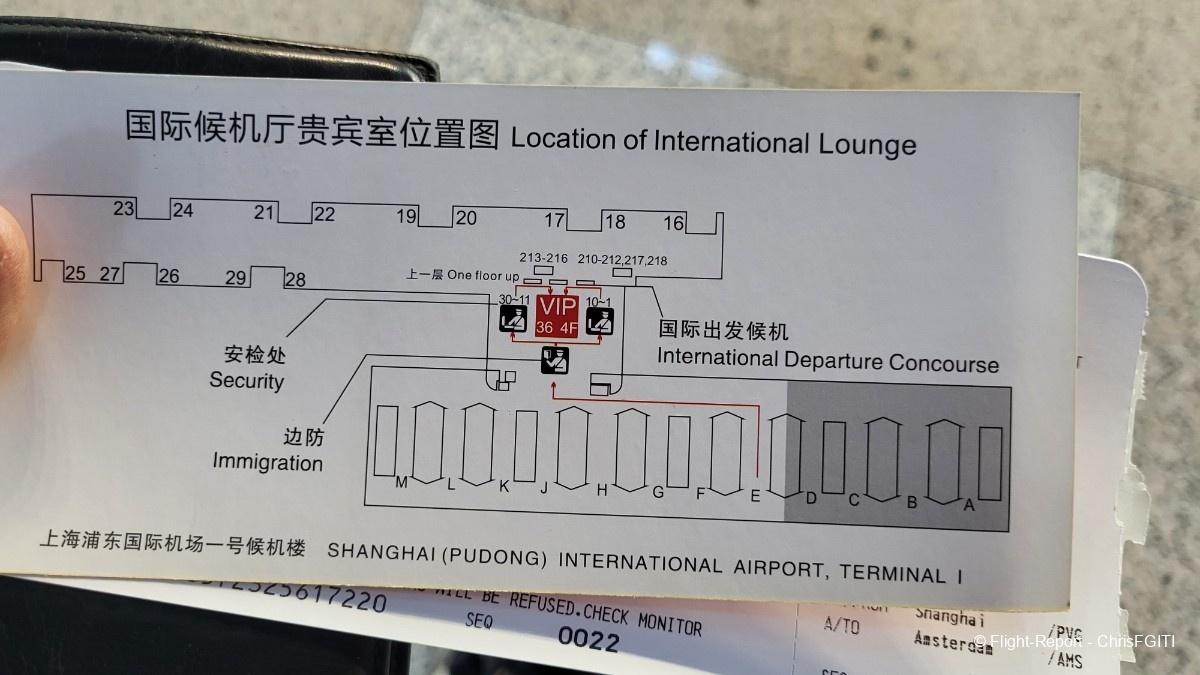 国际候机厅贵宾室位置图 Location of International Lounge
23 24 21 22 19 20 17 18 16
213-216 210-212,217,218
上一层 One floor up
25 27 26 29 28
30~11 VIP 10~1
36 4F
国际出发候机
International Departure Concourse
安检处
Security
边防
Immigration
M L K J H G F E D C B A
上海浦东国际机场一号候机楼 SHANGHAI (PUDONG) INTERNATIONAL AIRPORT, TERMINAL I
2325617220
WILL BE REFUSED.CHECK MONITOR
SEQ
0022
Shanghai /PVG
A/TO Amsterdam /AMS
© Flight-Report - ChrisFGITI